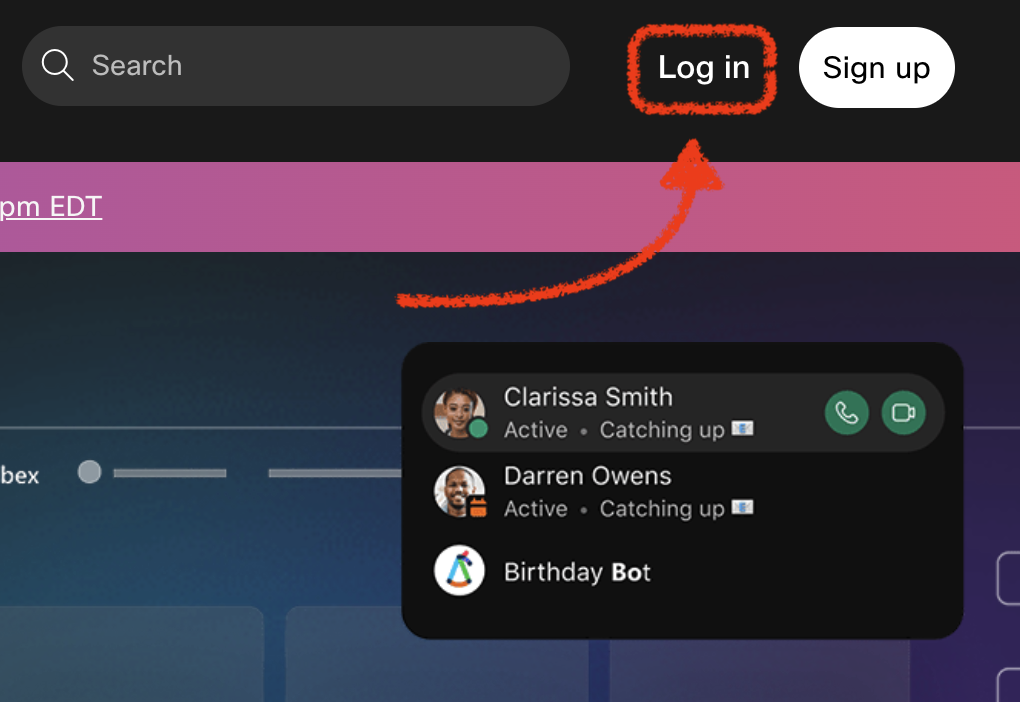 Search
Log in
Sign up
pm EDT
Clarissa Smith
Active • Catching up
bex
Darren Owens
Active • Catching up
Birthday Bot